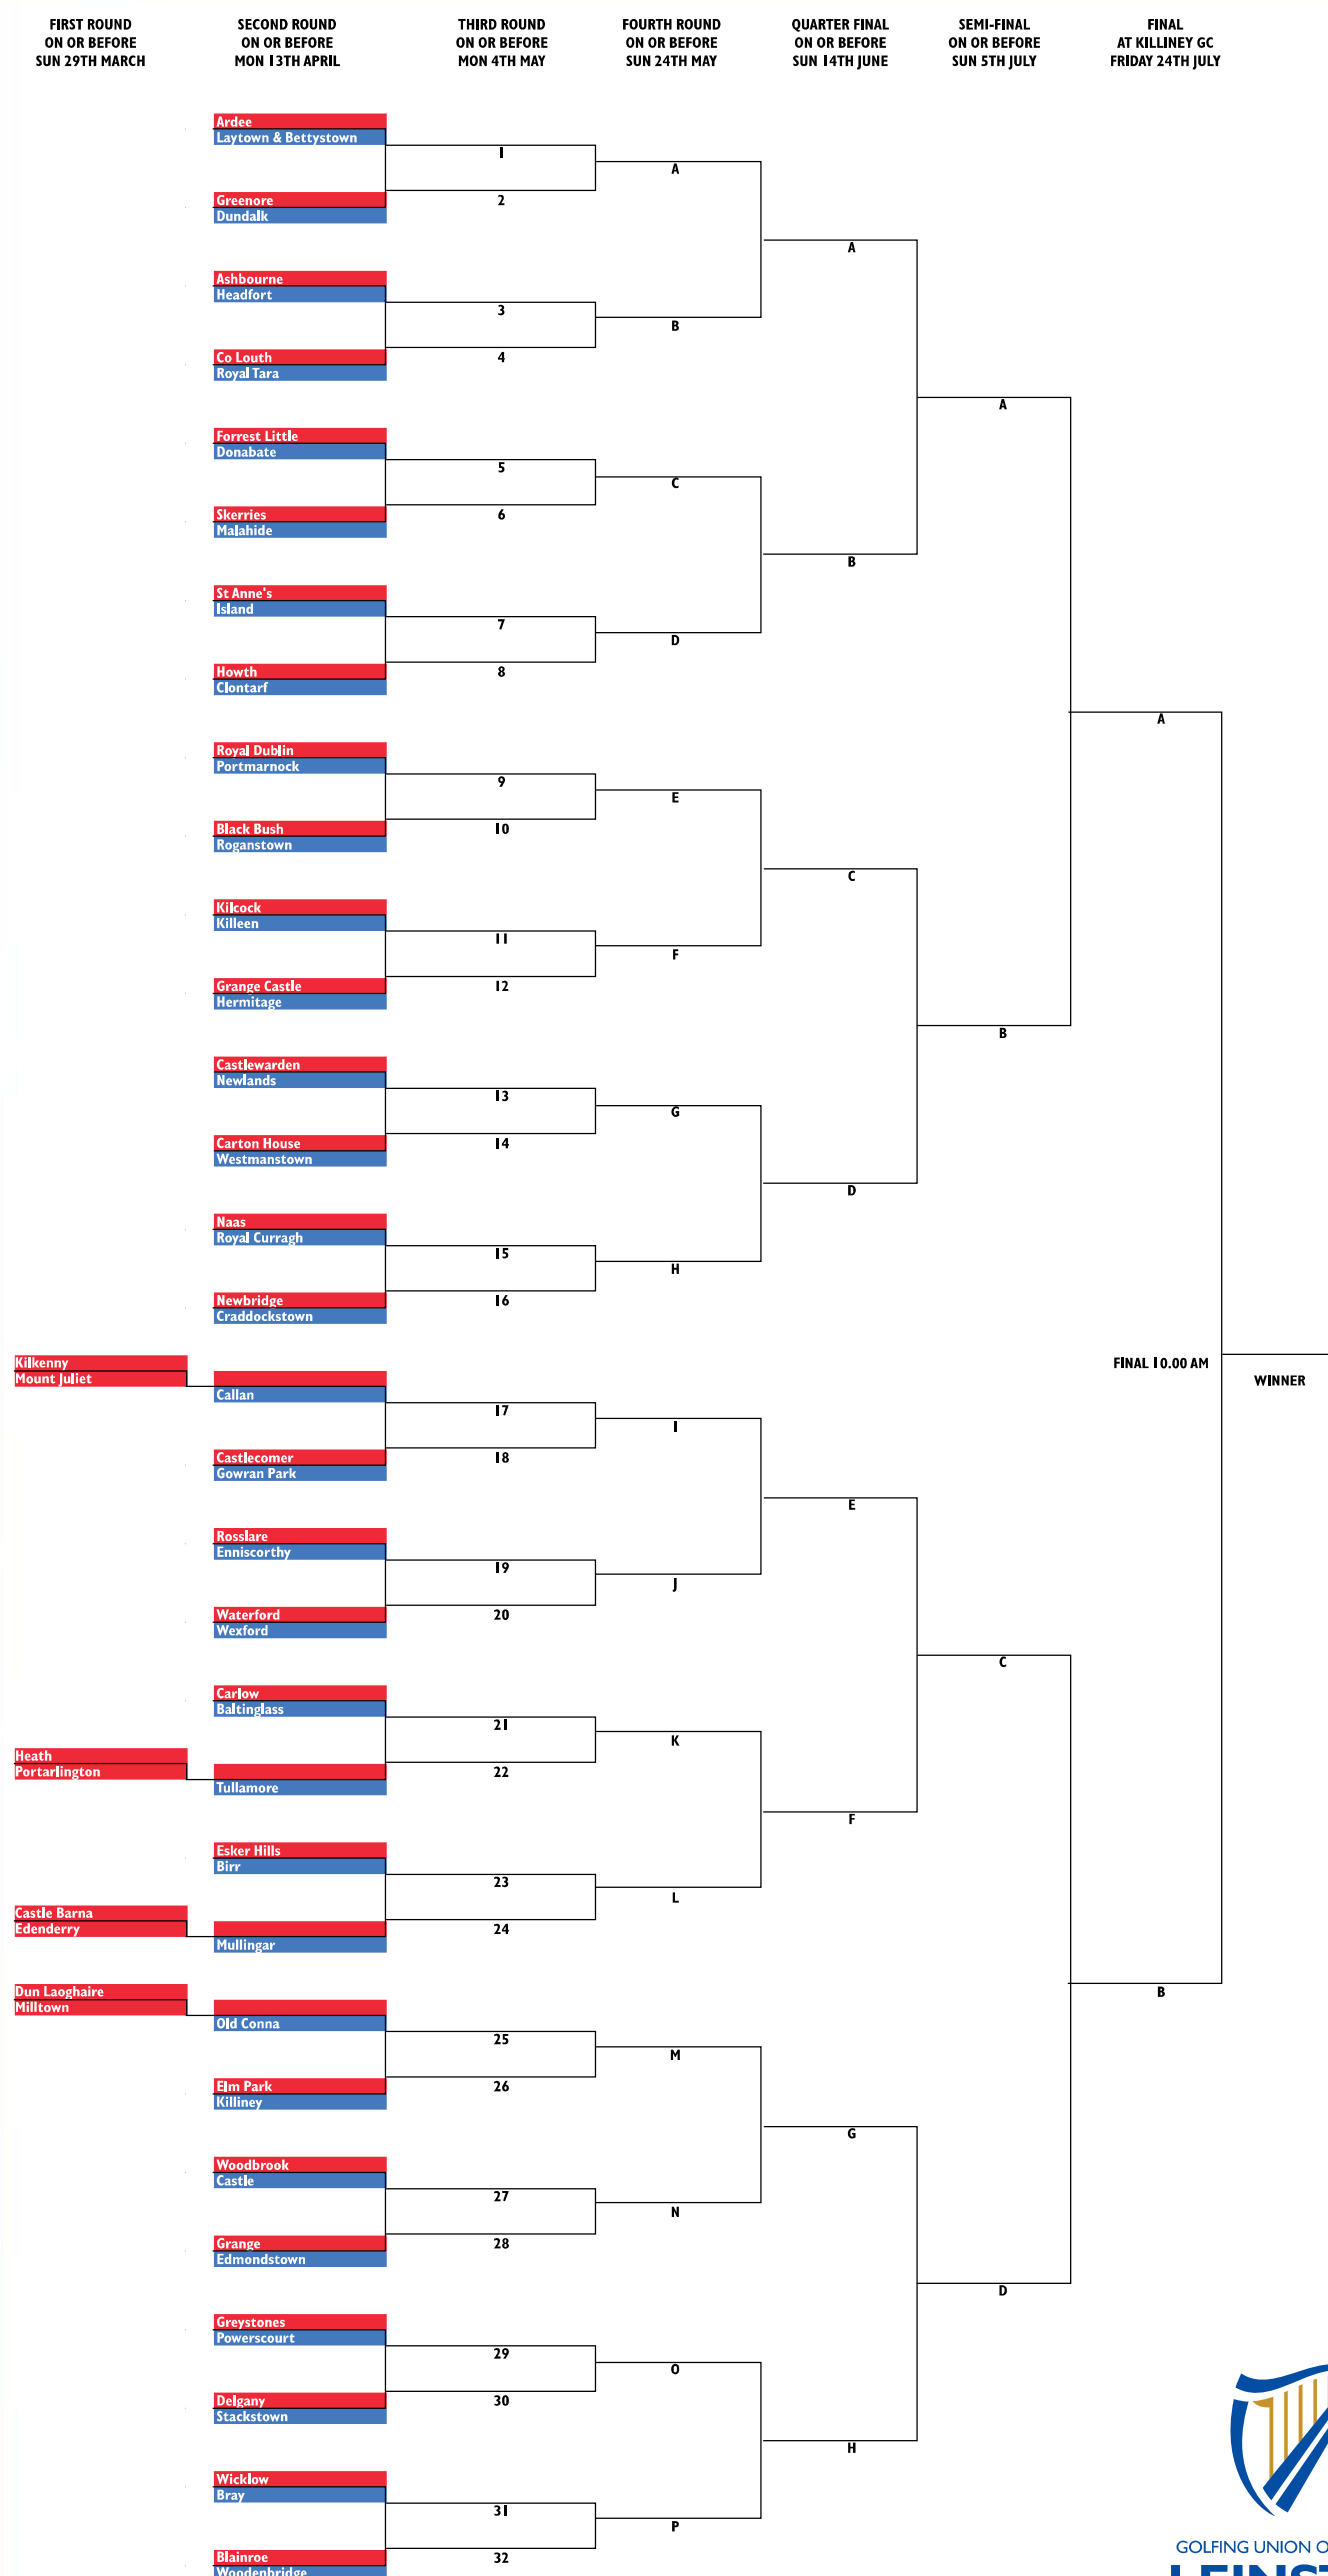 FIRST ROUND
ON OR BEFORE
SUN 29TH MARCH
SECOND ROUND
ON OR BEFORE
MON 13TH APRIL
THIRD ROUND
ON OR BEFORE
MON 4TH MAY
FOURTH ROUND
ON OR BEFORE
SUN 24TH MAY
QUARTER FINAL
ON OR BEFORE
SUN 14TH JUNE
SEMI-FINAL
ON OR BEFORE
SUN 5TH JULY
FINAL
AT KILLINEY GC
FRIDAY 24TH JULY
Kilkenny
Mount Juliet
Heath
Portarlington
Castle Barna
Edenderry
Dun Laoghaire
Milltown
Ardee
Laytown & Bettystown
Greenore
Dundalk
Ashbourne
Headfort
Co Louth
Royal Tara
Forrest Little
Donabate
Skerries
Malahide
St Anne's
Island
Howth
Clontarf
Royal Dublin
Portmarnock
Black Bush
Roganstown
Kilcock
Killeen
Grange Castle
Hermitage
Castlewarden
Newlands
Carton House
Westmanstown
Naas
Royal Curragh
Newbridge
Craddockstown
Callan
Castlecomer
Gowran Park
Rosslare
Enniscorthy
Waterford
Wexford
Carlow
Baltinglass
Tullamore
Esker Hills
Birr
Mullingar
Old Conna
Elm Park
Killiney
Woodbrook
Castle
Grange
Edmondstown
Greystones
Powerscourt
Delgany
Stackstown
Wicklow
Bray
Blainroe
Woodenbridge
1
2
3
4
5
6
7
8
9
10
11
12
13
14
15
16
17
18
19
20
21
22
23
24
25
26
27
28
29
30
31
32
A
B
C
D
E
F
G
H
I
J
K
L
M
N
O
P
A
B
C
D
E
F
G
H
A
B
C
D
A
B
FINAL 10.00 AM
WINNER
GOLFING UNION O
LEINST